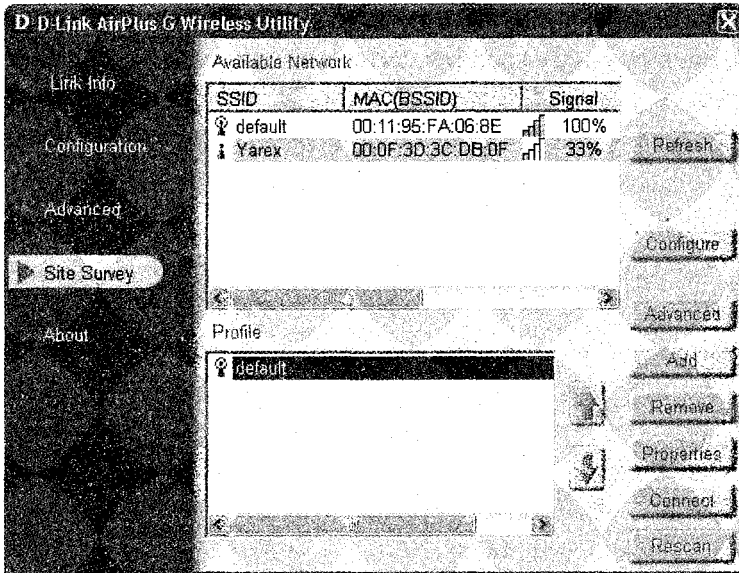 D D-Link AirPlus G Wireless Utility
Link Info
Configuration
Advanced
Site Survey
About
Available Network
SSID MAC(BSSID) Signal
default 00:11:95:FA:06:8E 100%
Yarex 00:0F:3D:3C:DB:0F 33%
Profile
default
Refresh
Configure
Advanced
Add
Remove
Properties
Connect
Rescan